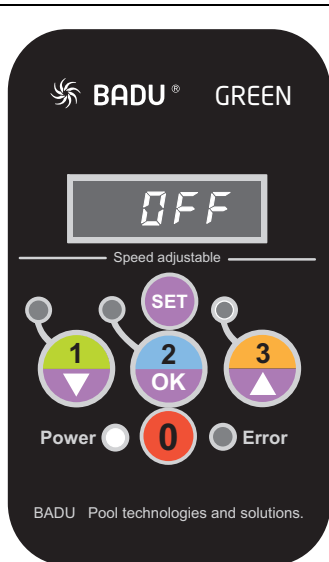 BADU® GREEN
OFF
Speed adjustable
SET
1 2 3
OK
Power 0 Error
BADU Pool technologies and solutions.